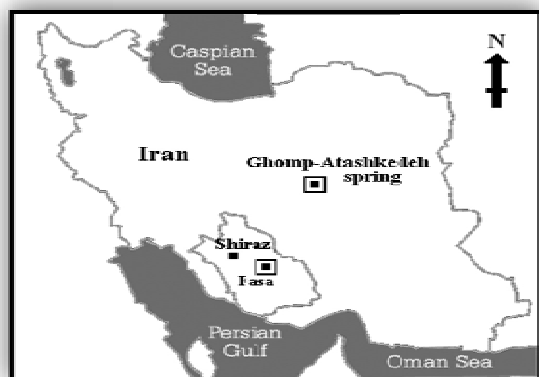 Caspian
Sea
N
Iran
Ghomp-Atashkedeh
spring
Shiraz
Fasa
Persian
Gulf
Oman Sea